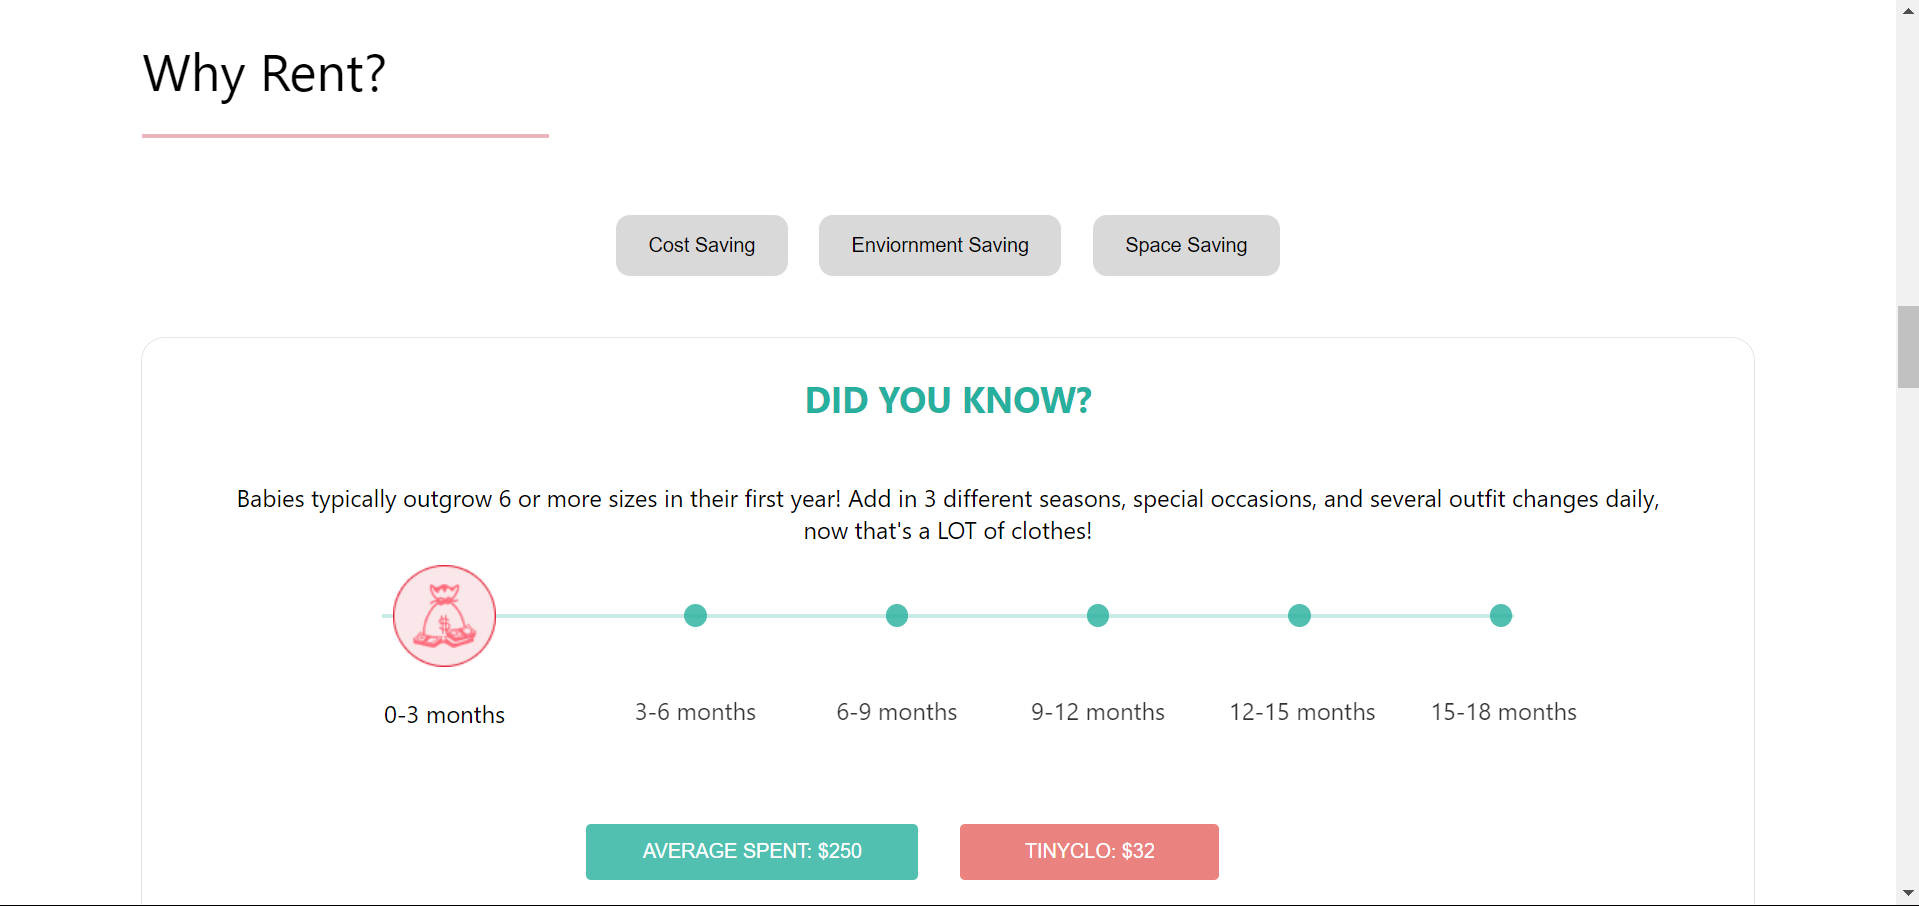 Why Rent?
Cost Saving
Enviornment Saving
Space Saving
DID YOU KNOW?
Babies typically outgrow 6 or more sizes in their first year! Add in 3 different seasons, special occasions, and several outfit changes daily,
now that's a LOT of clothes!
$
0-3 months
3-6 months
6-9 months
9-12 months
12-15 months
15-18 months
AVERAGE SPENT: $250
TINYCLO: $32